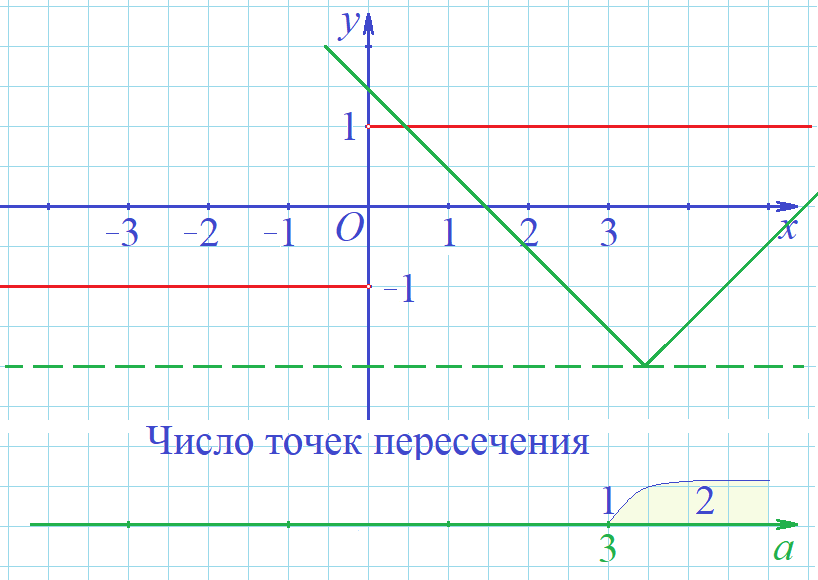 y
1
O
-3 -2 -1 1 2 3 x
-1
Число точек пересечения
1 2
3 a